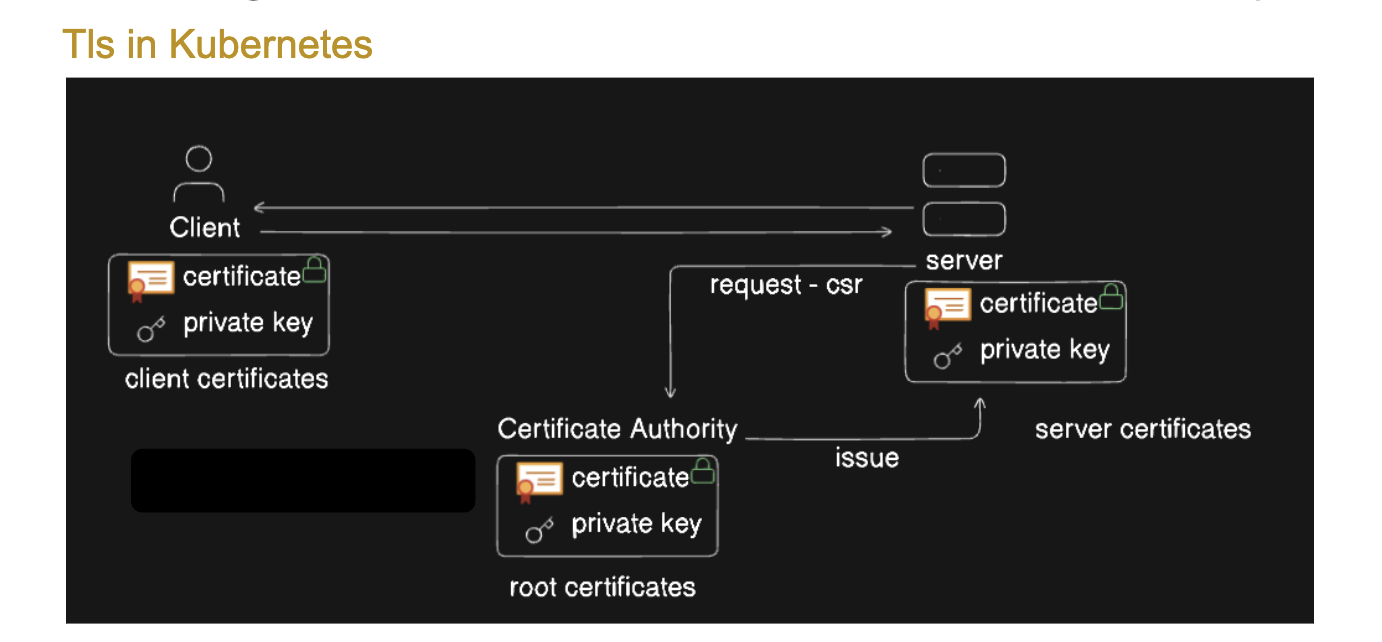 Tls in Kubernetes
Client
certificate
private key
client certificates
server
request - csr
certificate
private key
server certificates
Certificate Authority
issue
certificate
private key
root certificates